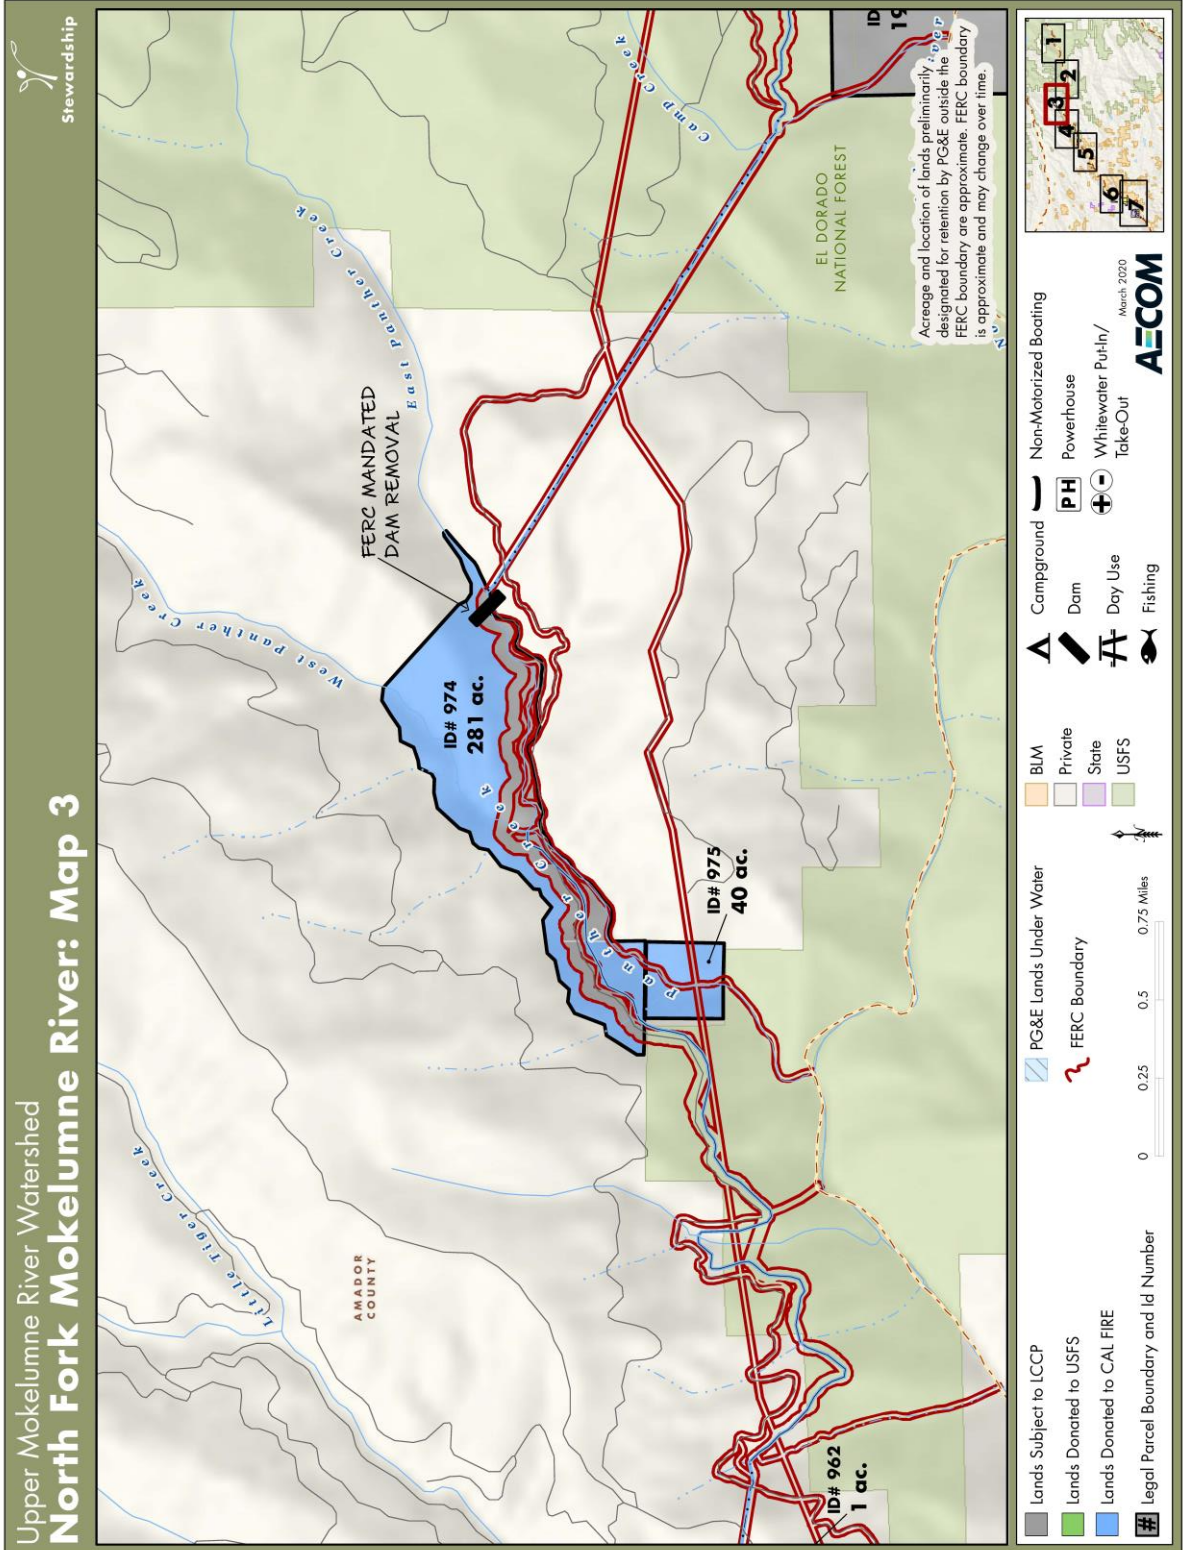 Upper Mokelumne River Watershed
North Fork Mokelumne River: Map 3
Stewardship
Little Tiger Creek
AMADOR
COUNTY
West Panther Creek
East Panther Creek
FERC MANDATED
DAM REMOVAL
Camp Creek
ID# 974
281 ac.
Panther Creek
ID# 975
40 ac.
ID# 962
1 ac.
EL DORADO
NATIONAL FOREST
ID
19
Acreage and location of lands preliminarily
designated for retention by PG&E outside the
FERC boundary are approximate. FERC boundary
is approximate and may change over time.
Lands Subject to LCCP
Lands Donated to USFS
Lands Donated to CAL FIRE
# Legal Parcel Boundary and Id Number
PG&E Lands Under Water
FERC Boundary
0 0.25 0.5 0.75 Miles
N
BLM
Private
State
USFS
Campground
Dam
Day Use
Fishing
Non-Motorized Boating
PH Powerhouse
Whitewater Put-In/
Take-Out
March 2020
AECOM
1
2
3
4
5
6
7